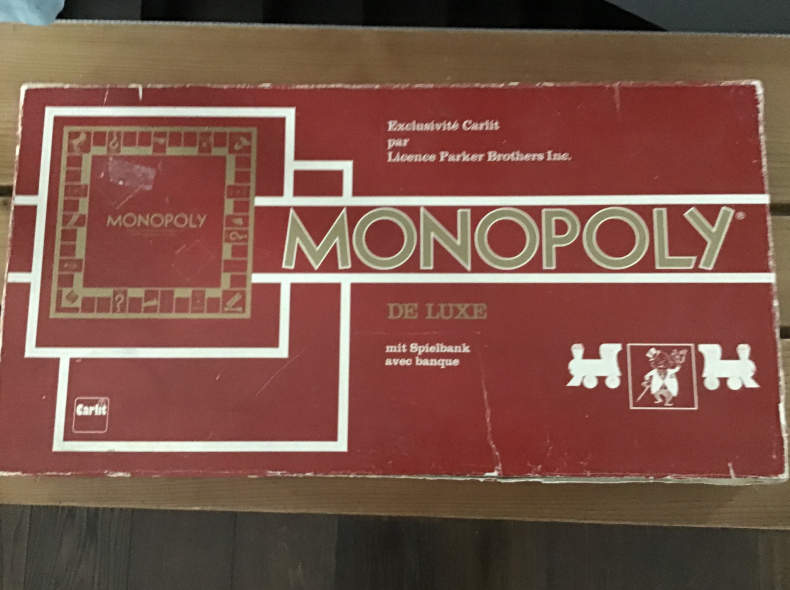 Exclusivité Carlit
par
Licence Parker Brothers Inc.
MONOPOLY
MONOPOLY®
DE LUXE
mit Spielbank
avec banque
Carlit